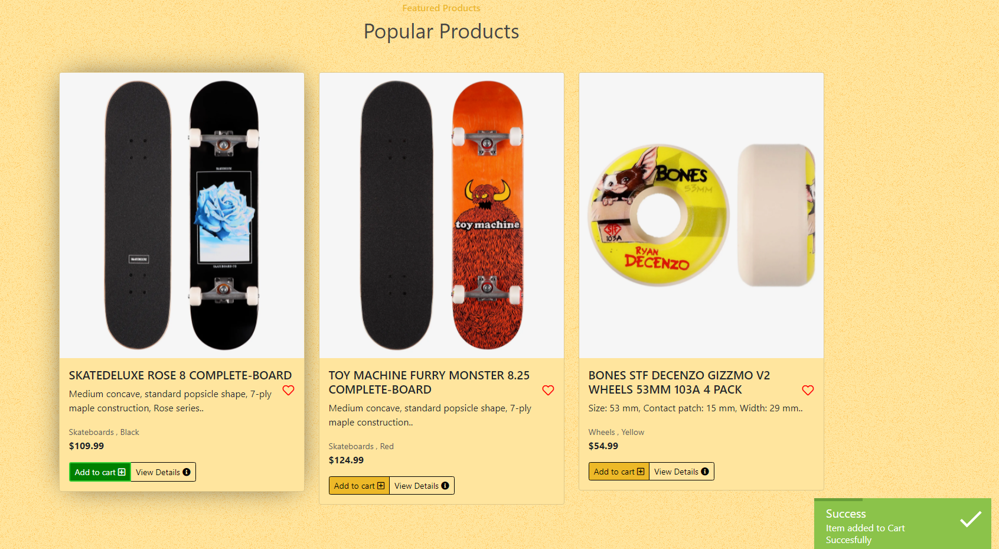 Featured Products
Popular Products
SKATEDELUXE
SKATEBOARD CO
SKATEDELUXE
toy machine
BONES
53MM
STF
103A
RYAN
DECENZO
SKATEDELUXE ROSE 8 COMPLETE-BOARD
Medium concave, standard popsicle shape, 7-ply
maple construction, Rose series..
Skateboards , Black
$109.99
Add to cart
View Details
TOY MACHINE FURRY MONSTER 8.25
COMPLETE-BOARD
Medium concave, standard popsicle shape, 7-ply
maple construction..
Skateboards , Red
$124.99
Add to cart
View Details
BONES STF DECENZO GIZZMO V2
WHEELS 53MM 103A 4 PACK
Size: 53 mm, Contact patch: 15 mm, Width: 29 mm..
Wheels , Yellow
$54.99
Add to cart
View Details
Success
Item added to Cart
Succesfully